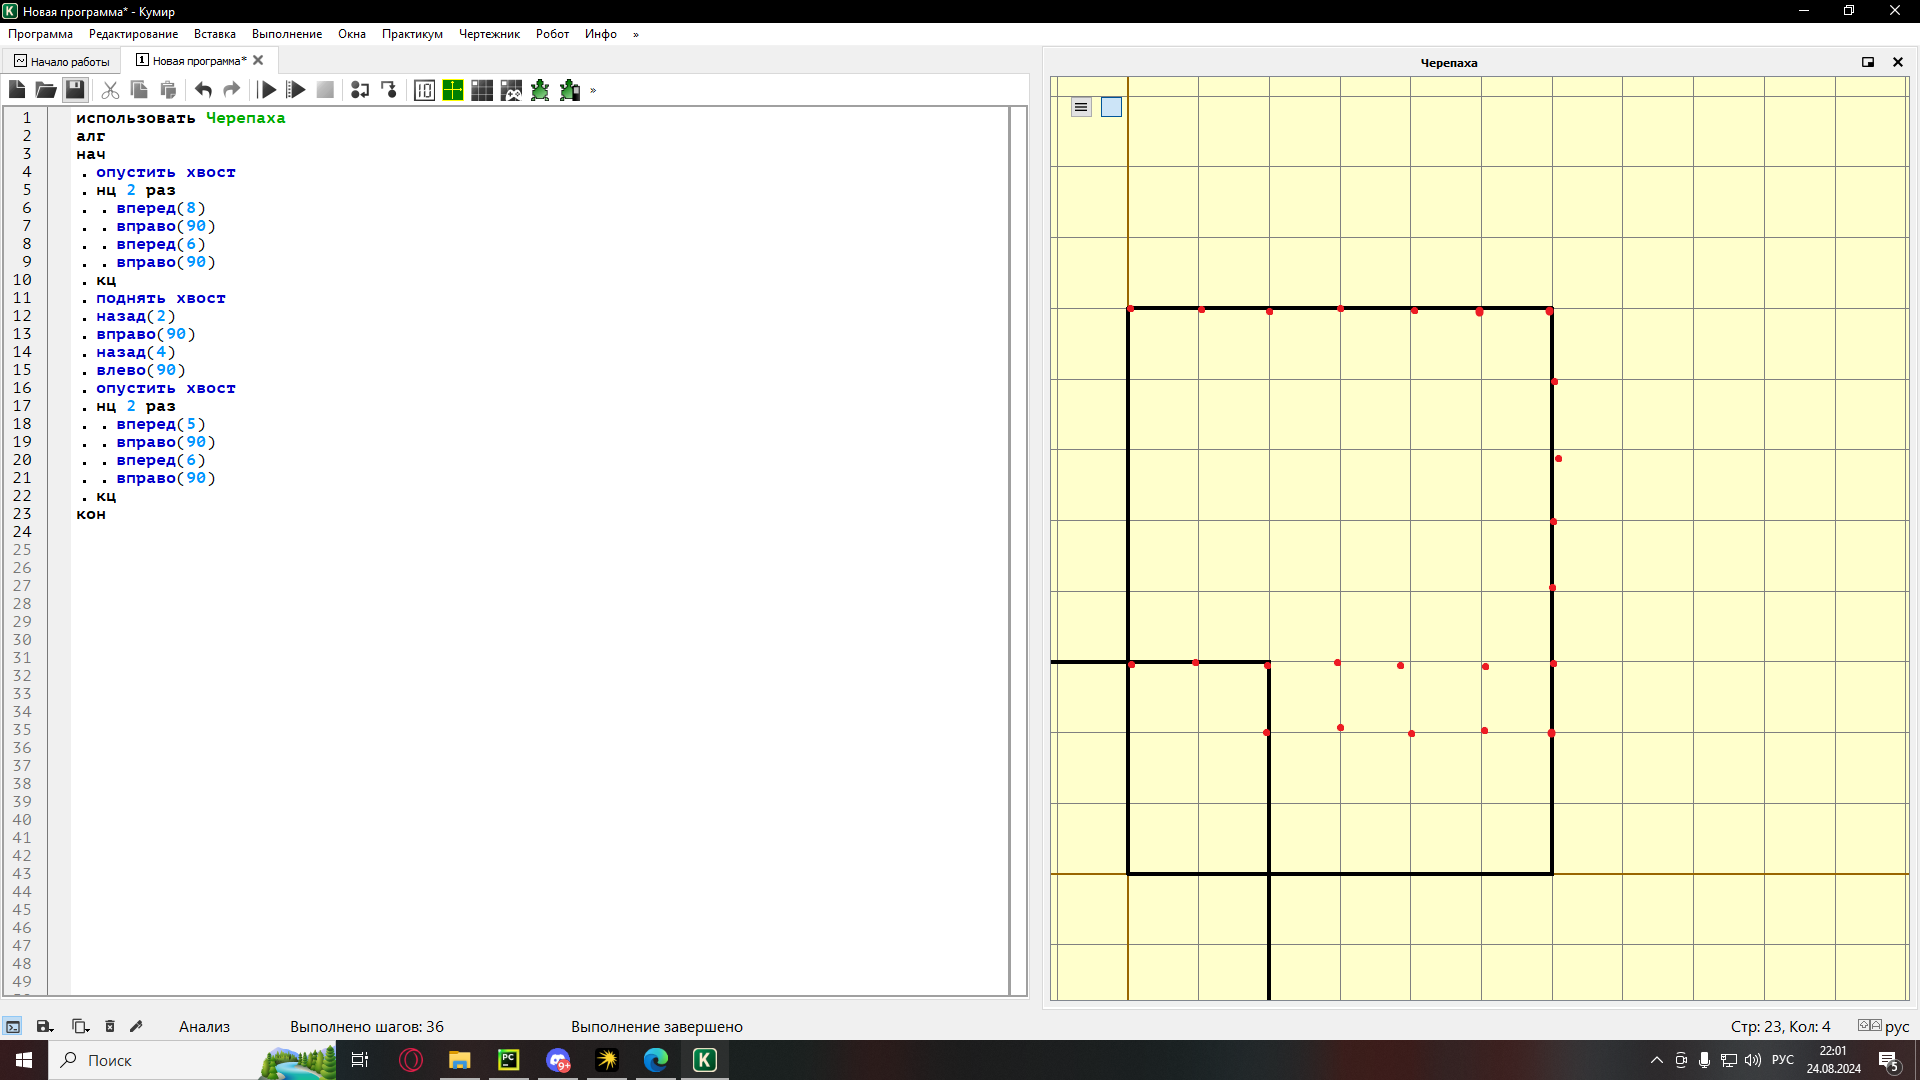 Новая программа* - Кумир
Программа Редактирование Вставка Выполнение Окна Практикум Чертежник Робот Инфо »
Начало работы
1 Новая программа*
Черепаха
»
1 использовать Черепаха
2 алг
3 нач
4 . опустить хвост
5 . нц 2 раз
6 . . вперед(8)
7 . . вправо(90)
8 . . вперед(6)
9 . . вправо(90)
10 . кц
11 . поднять хвост
12 . назад(2)
13 . вправо(90)
14 . назад(4)
15 . влево(90)
16 . опустить хвост
17 . нц 2 раз
18 . . вперед(5)
19 . . вправо(90)
20 . . вперед(6)
21 . . вправо(90)
22 . кц
23 кон
24
25
26
27
28
29
30
31
32
33
34
35
36
37
38
39
40
41
42
43
44
45
46
47
48
49
Анализ Выполнено шагов: 36 Выполнение завершено Стр: 23, Кол: 4 рус
Поиск
PC
9+
K
РУС
22:01
24.08.2024
5